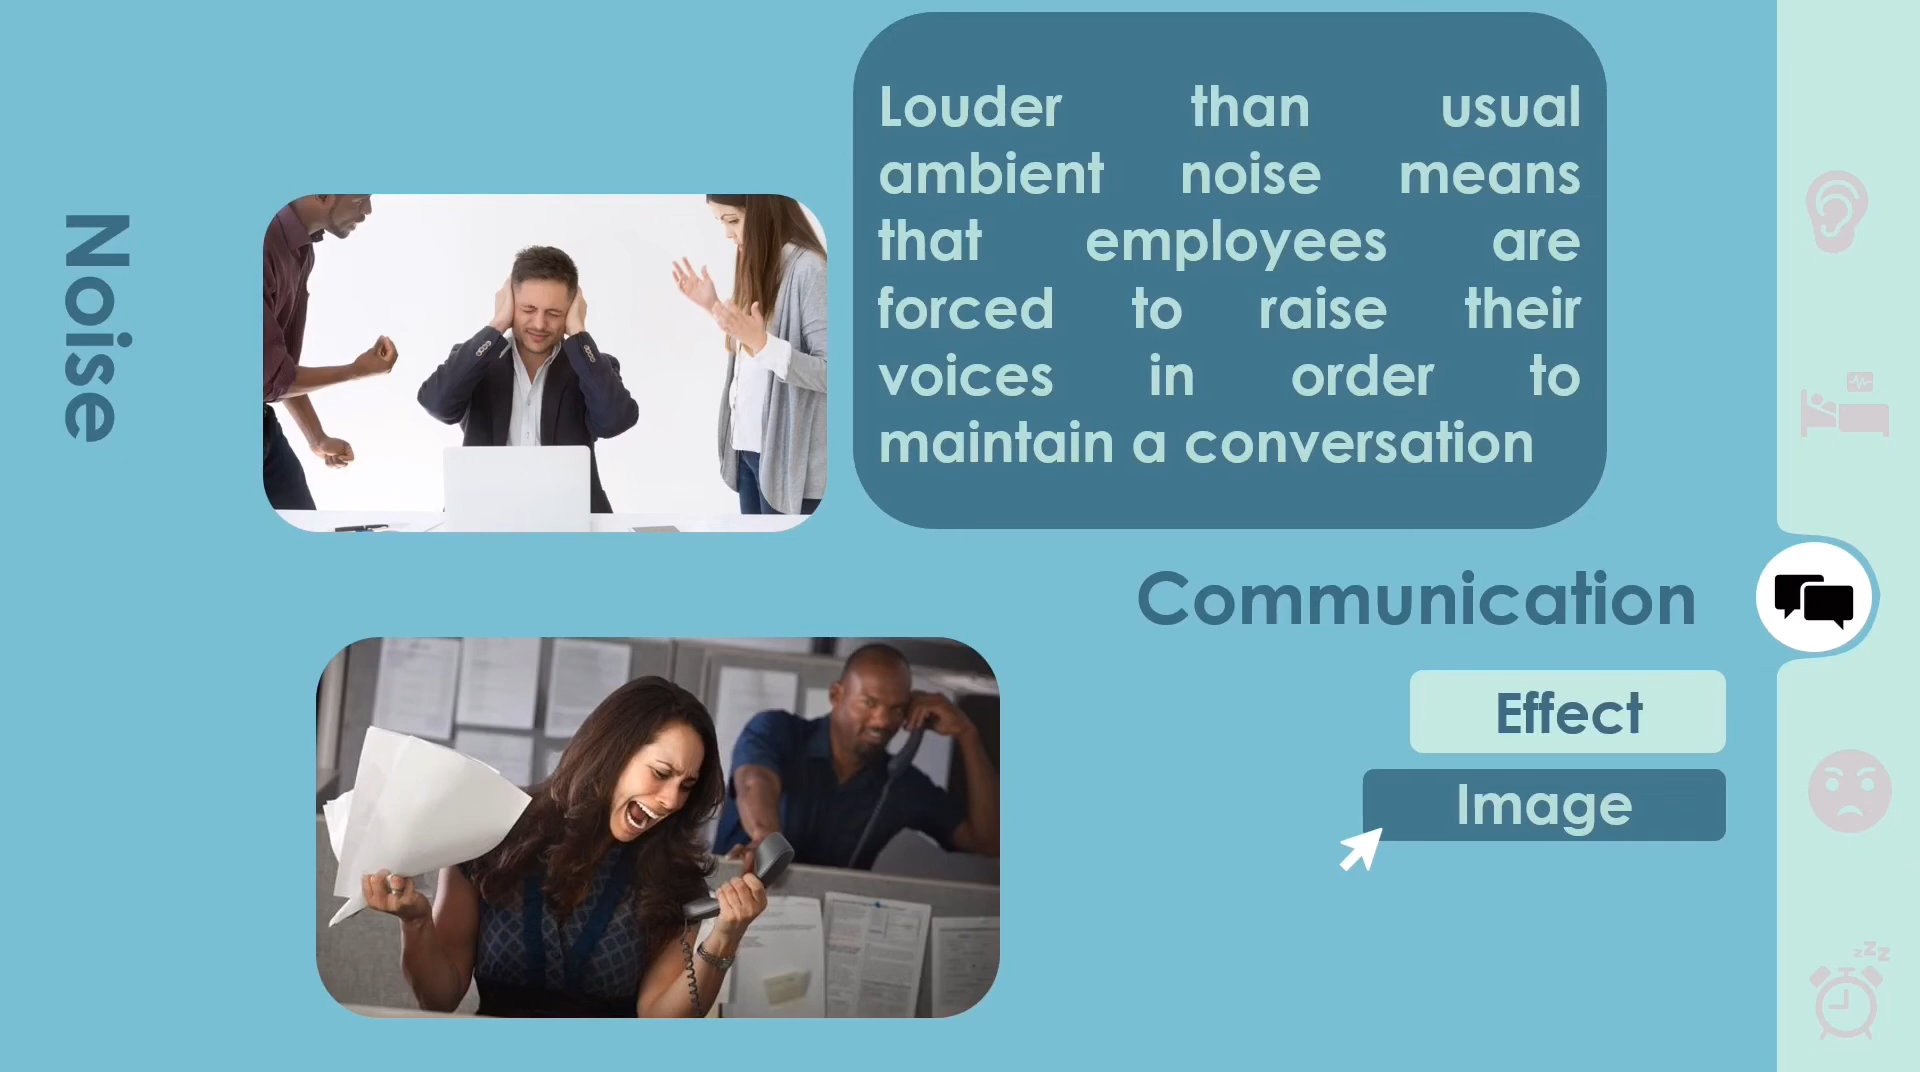 Noise
Louder than usual
ambient noise means
that employees are
forced to raise their
voices in order to
maintain a conversation
Communication
Effect
Image
zzz